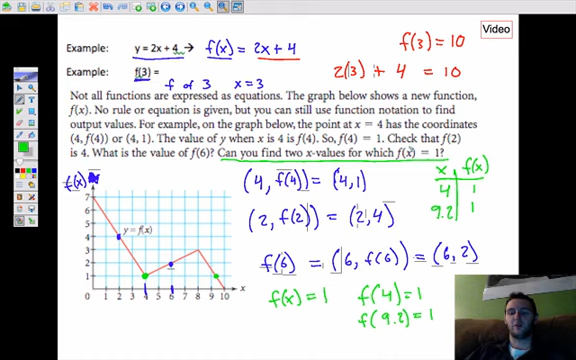 Video
Example: y = 2x + 4 → f(x) = 2x + 4
f(3) = 10
Example: f(3) =
f of 3 x = 3
2(3) + 4 = 10
Not all functions are expressed as equations. The graph below shows a new function,
f(x). No rule or equation is given, but you can still use function notation to find
output values. For example, on the graph below, the point at x = 4 has the coordinates
(4, f(4)) or (4, 1). The value of y when x is 4 is f(4). So, f(4) = 1. Check that f(2)
is 4. What is the value of f(6)? Can you find two x-values for which f(x) = 1?
f(x)
7
6
5
4
3
2
1
0
y = f(x)
0 2 4 6 8 10 x
(4, f(4)) = (4, 1)
(2, f(2)) = (2, 4)
f(6) = (6, f(6)) = (6, 2)
f(x) = 1 f(4) = 1
f(9.2) = 1
x f(x)
4 1
9.2 1